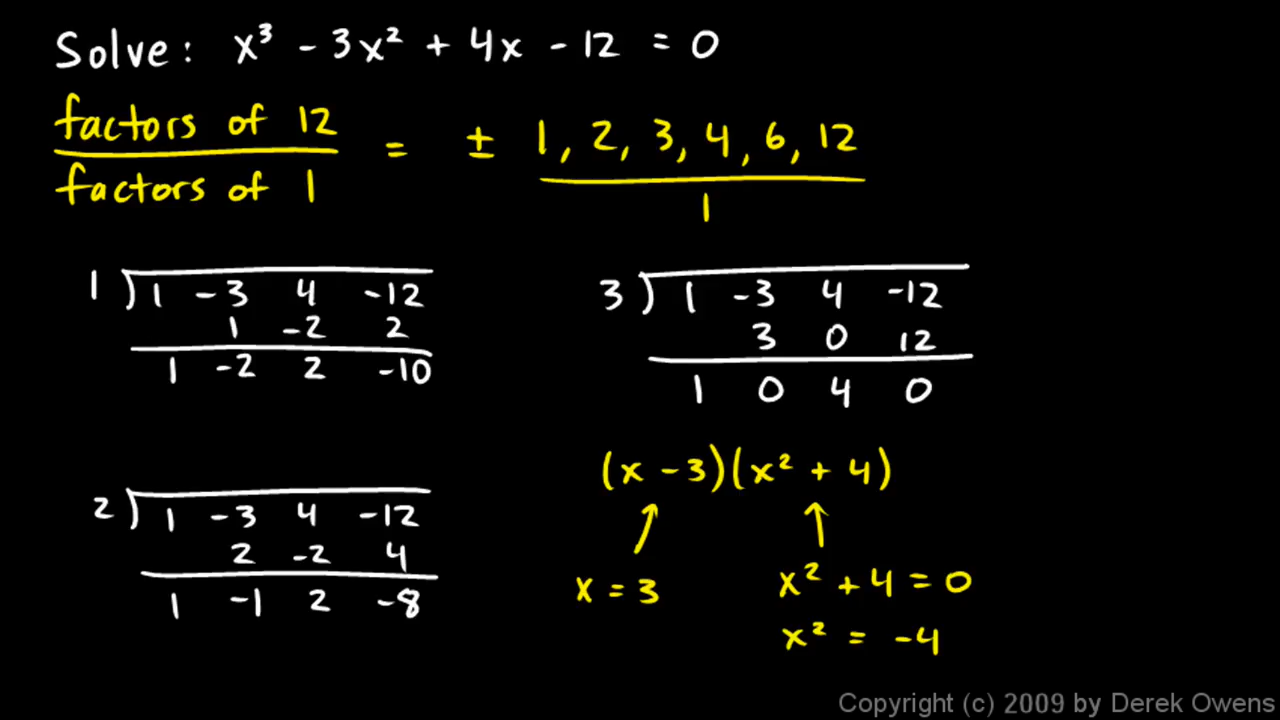 Solve: x³ - 3x² + 4x - 12 = 0
factors of 12
factors of 1
= ± 1, 2, 3, 4, 6, 12
1
1 ) 1 -3 4 -12
1 -2 2
1 -2 2 -10
2 ) 1 -3 4 -12
2 -2 4
1 -1 2 -8
3 ) 1 -3 4 -12
3 0 12
1 0 4 0
(x - 3)(x² + 4)
x = 3
x² + 4 = 0
x² = -4
Copyright (c) 2009 by Derek Owens